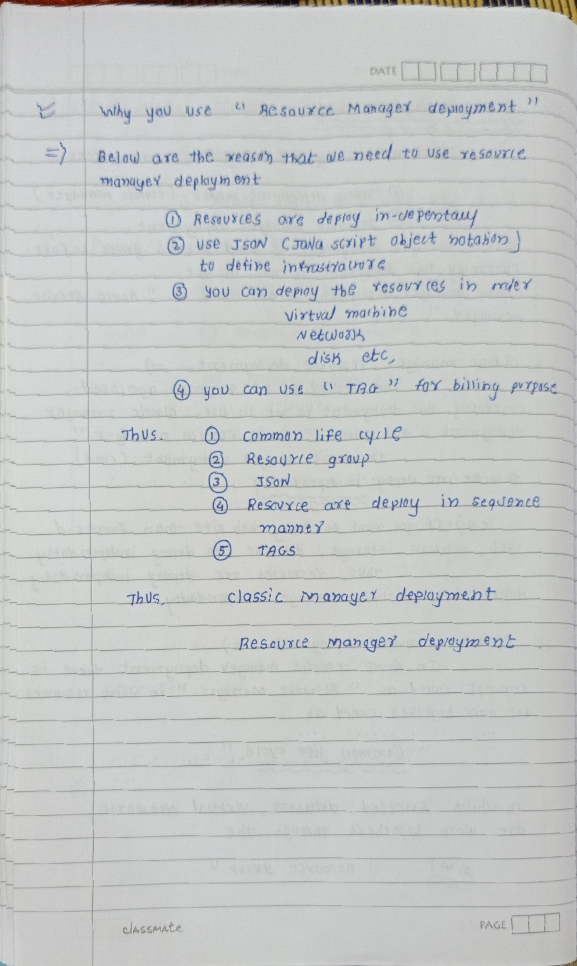 DATE
Why you use " Resource Manager deployment "
=> Below are the reason that we need to use resource
manager deployment
① Resources are deploy in-depentany
② use JSON (Java script object notation)
to define infrastructure
③ you can deploy the resources in order
virtual machine
Network
disk etc,
④ you can use " TAG " for billing purpose
Thus. ① common life cycle
② Resource group
③ JSON
④ Resource are deploy in sequence
manner
⑤ TAGS
Thus, classic Manager deployment
Resource Manager deployment
classmate
PAGE